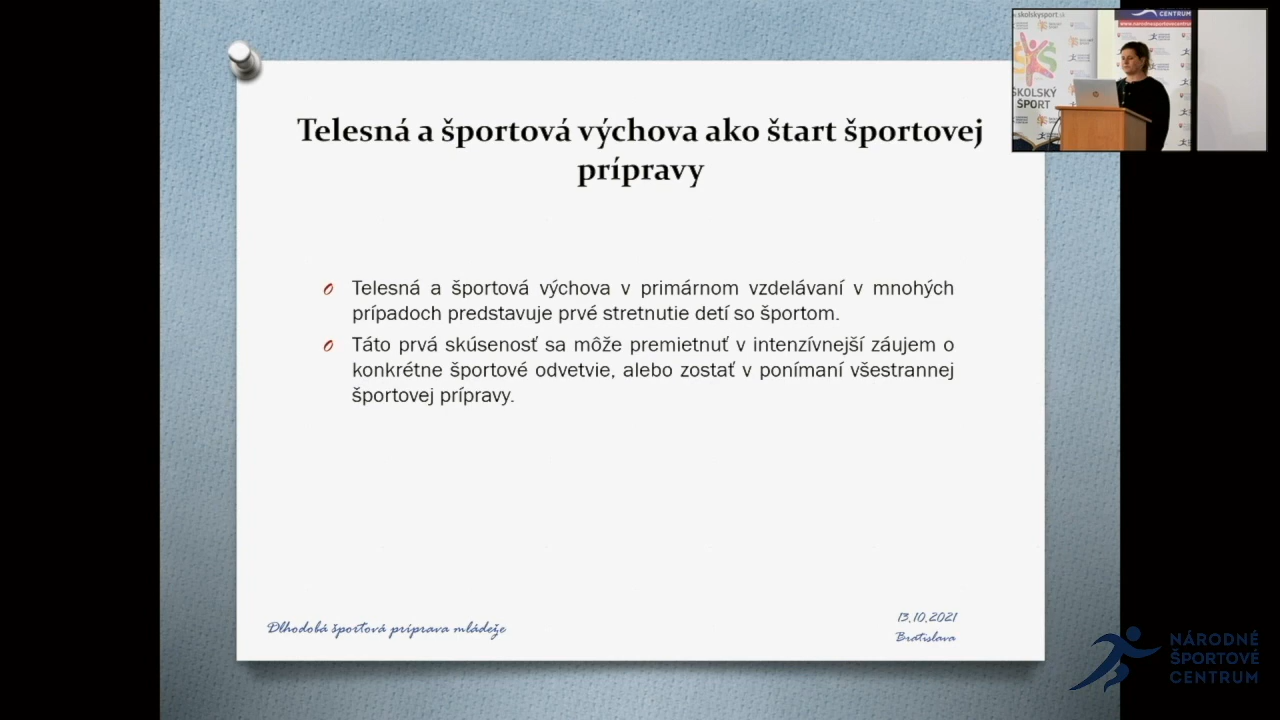 www.skolskysport.sk
CENTRUM
ŠKOLSKÝ
ŠPORT
Telesná a športová výchova ako štart športovej
prípravy
Telesná a športová výchova v primárnom vzdelávaní v mnohých
prípadoch predstavuje prvé stretnutie detí so športom.
Táto prvá skúsenosť sa môže premietnuť v intenzívnejší záujem o
konkrétne športové odvetvie, alebo zostať v ponímaní všestrannej
športovej prípravy.
Dlhodobá športová príprava mládeže
13.10.2021
Bratislava
NÁRODNÉ
ŠPORTOVÉ
CENTRUM